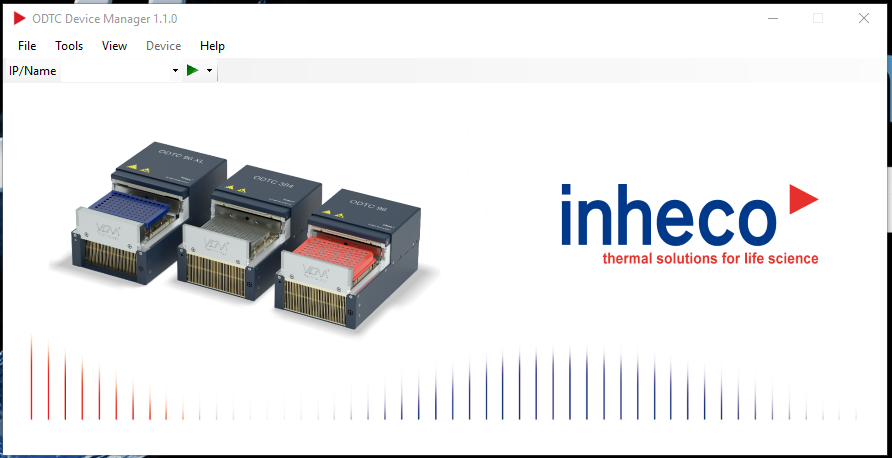 ODTC Device Manager 1.1.0
File Tools View Device Help
IP/Name
ODTC 96 XL
ODTC 384
ODTC 96
inheco
thermal solutions for life science